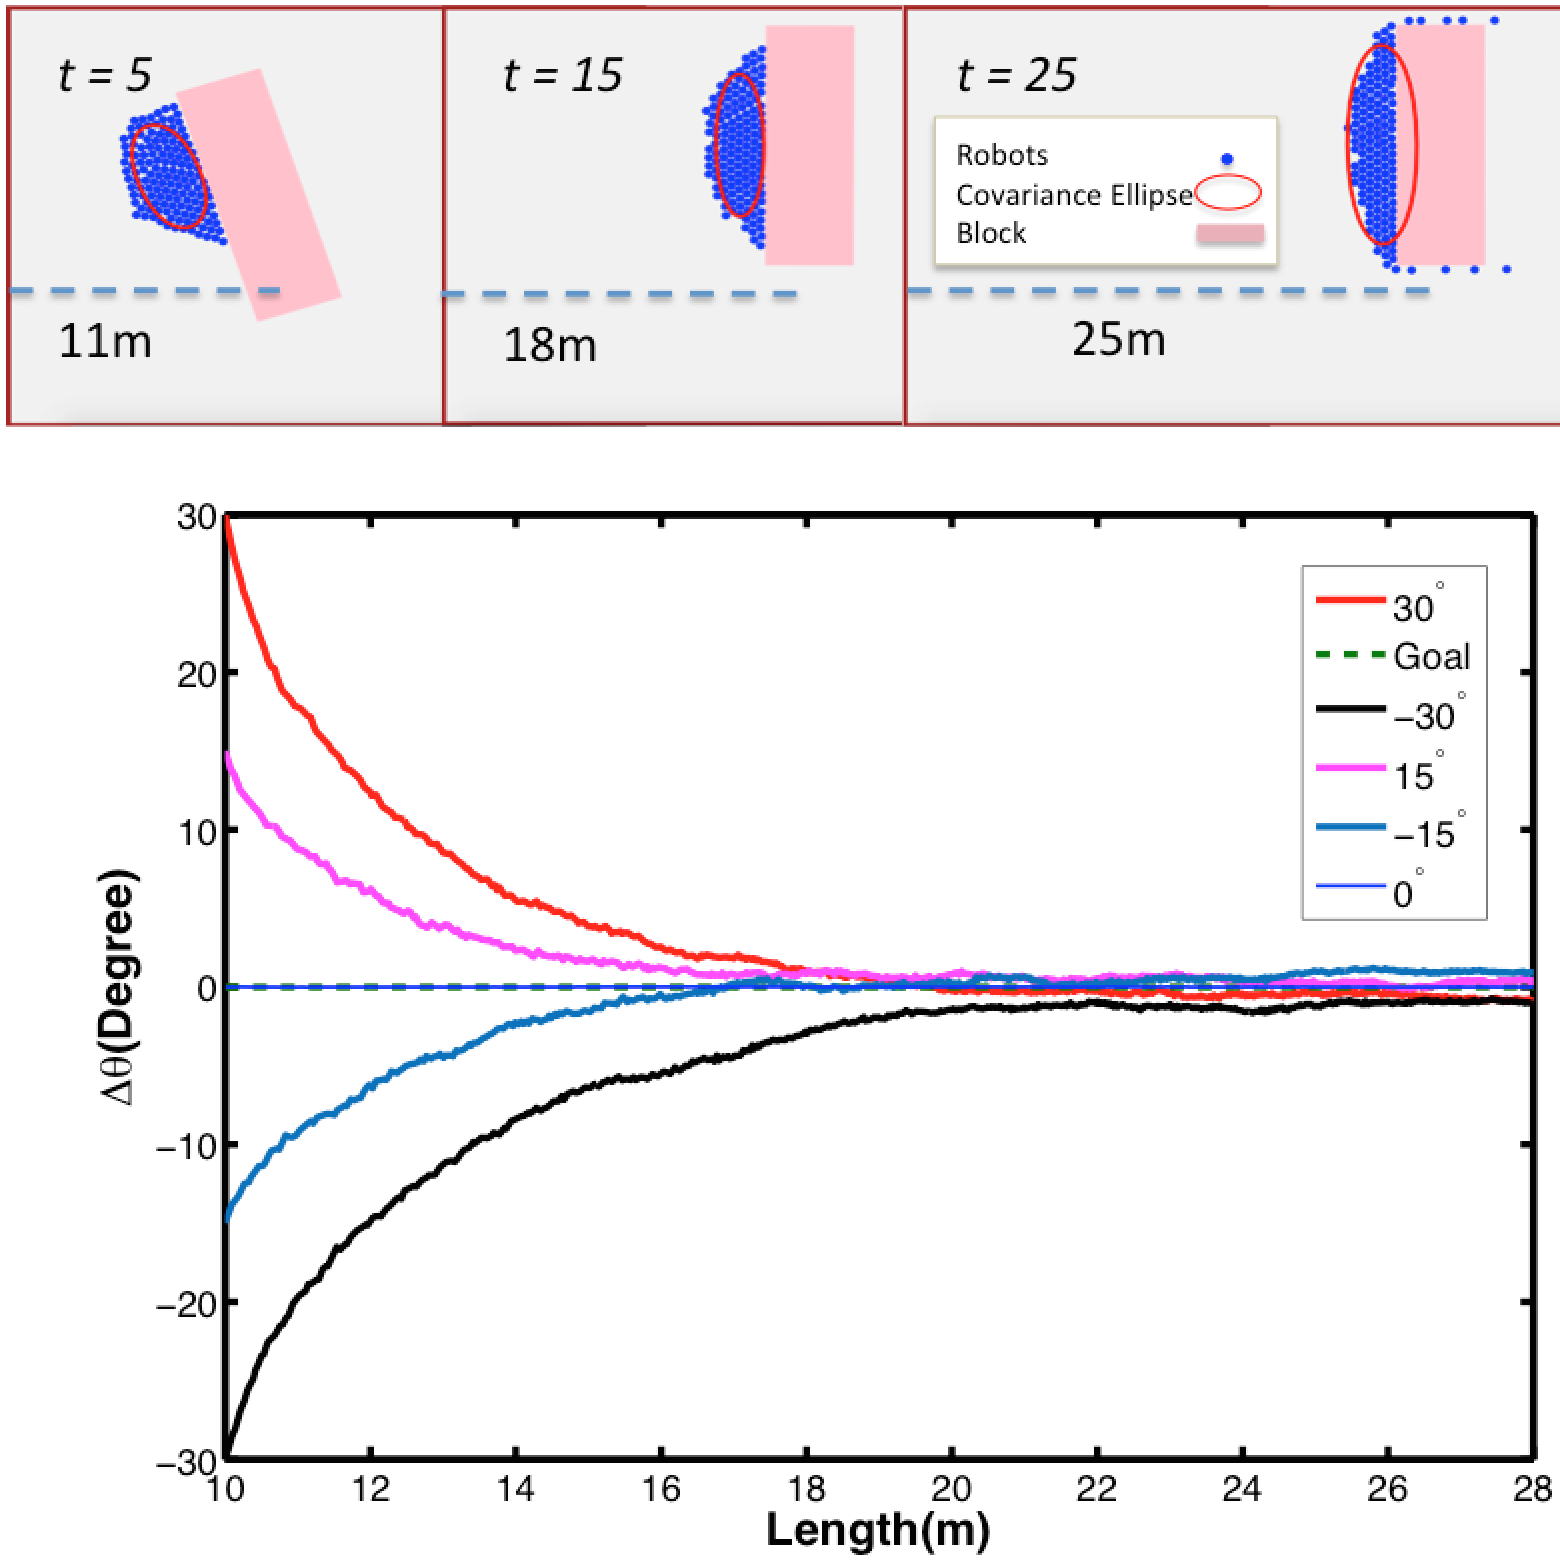 t = 5
11m
t = 15
18m
t = 25
Robots
Covariance Ellipse
Block
25m
30
20
10
0
−10
−20
−30
Δθ(Degree)
10 12 14 16 18 20 22 24 26 28
Length(m)
30°
Goal
−30°
15°
−15°
0°